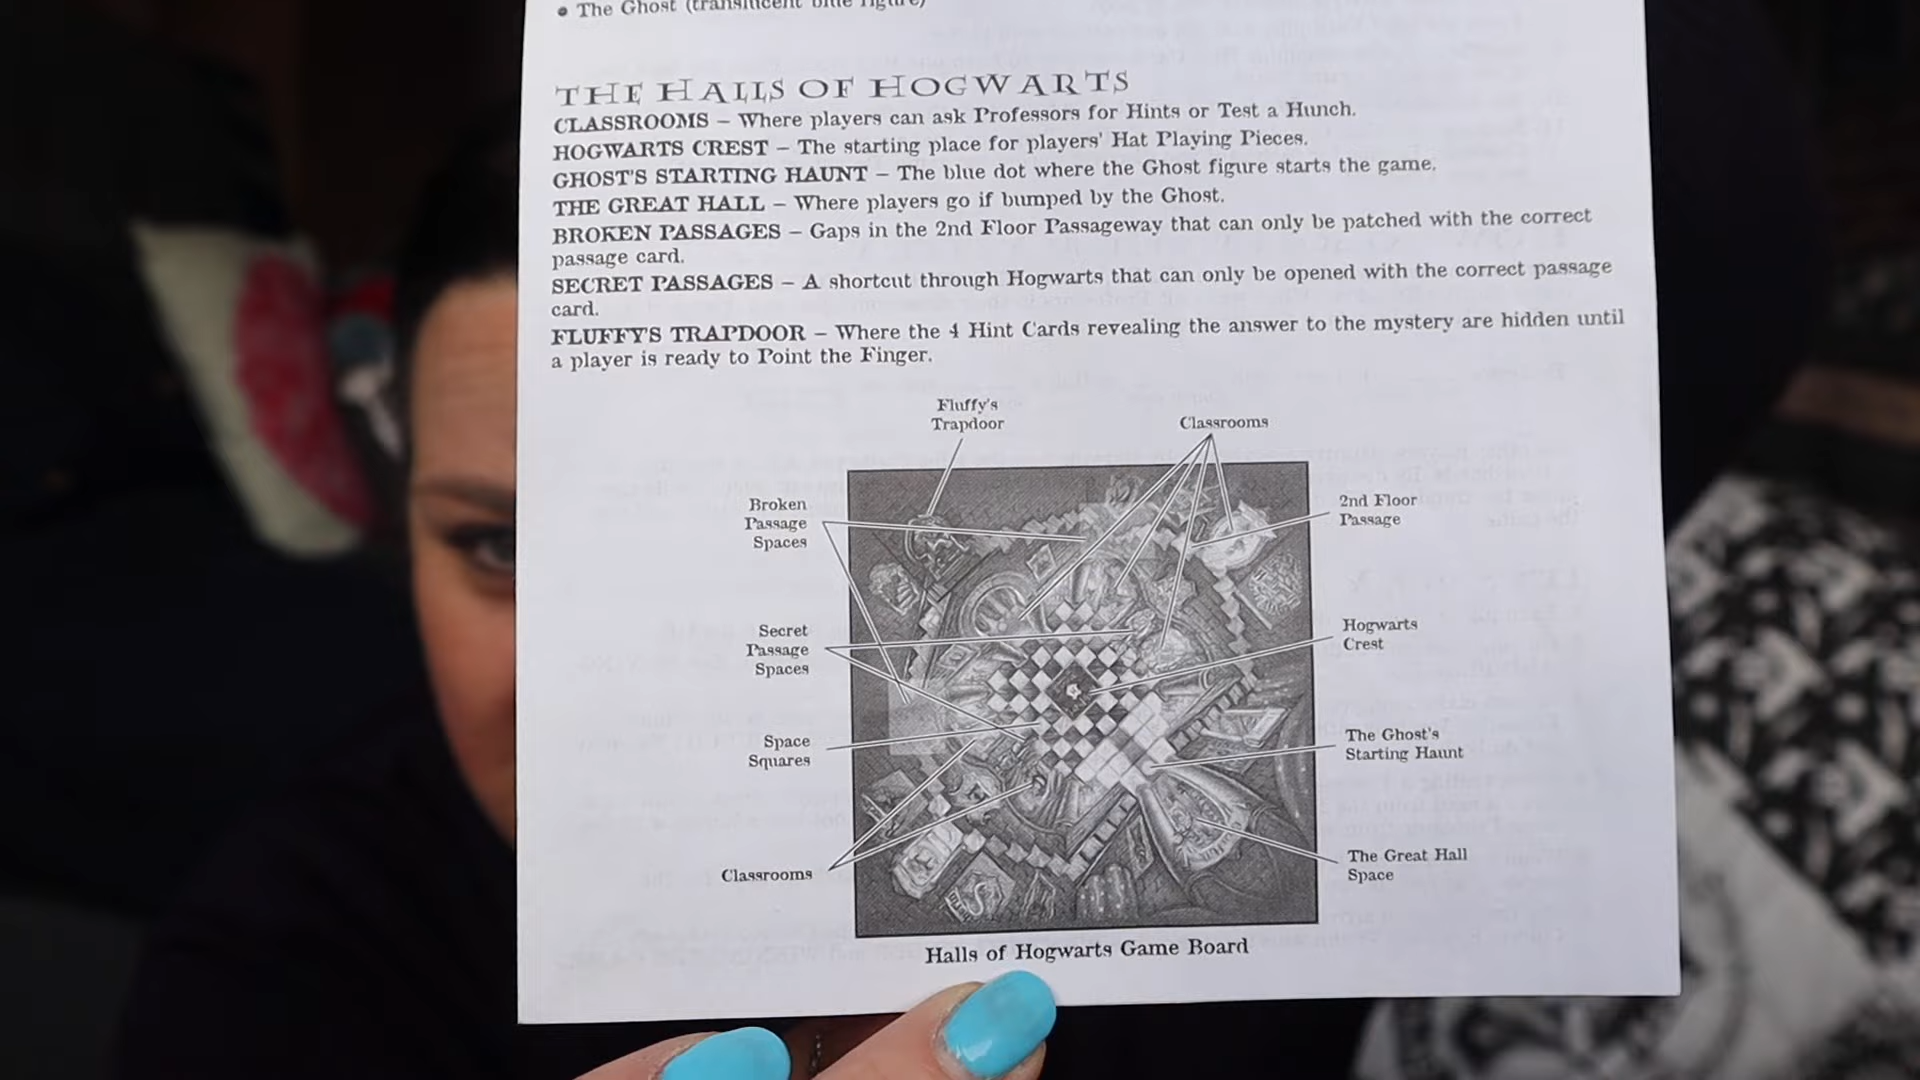 • The Ghost (translucent blue figure)
THE HALLS OF HOGWARTS
CLASSROOMS – Where players can ask Professors for Hints or Test a Hunch.
HOGWARTS CREST – The starting place for players' Hat Playing Pieces.
GHOST'S STARTING HAUNT – The blue dot where the Ghost figure starts the game.
THE GREAT HALL – Where players go if bumped by the Ghost.
BROKEN PASSAGES – Gaps in the 2nd Floor Passageway that can only be patched with the correct
passage card.
SECRET PASSAGES – A shortcut through Hogwarts that can only be opened with the correct passage
card.
FLUFFY'S TRAPDOOR – Where the 4 Hint Cards revealing the answer to the mystery are hidden until
a player is ready to Point the Finger.
Fluffy's
Trapdoor
Classrooms
Broken
Passage
Spaces
2nd Floor
Passage
Secret
Passage
Spaces
Hogwarts
Crest
Space
Squares
The Ghost's
Starting Haunt
Classrooms
The Great Hall
Space
Halls of Hogwarts Game Board